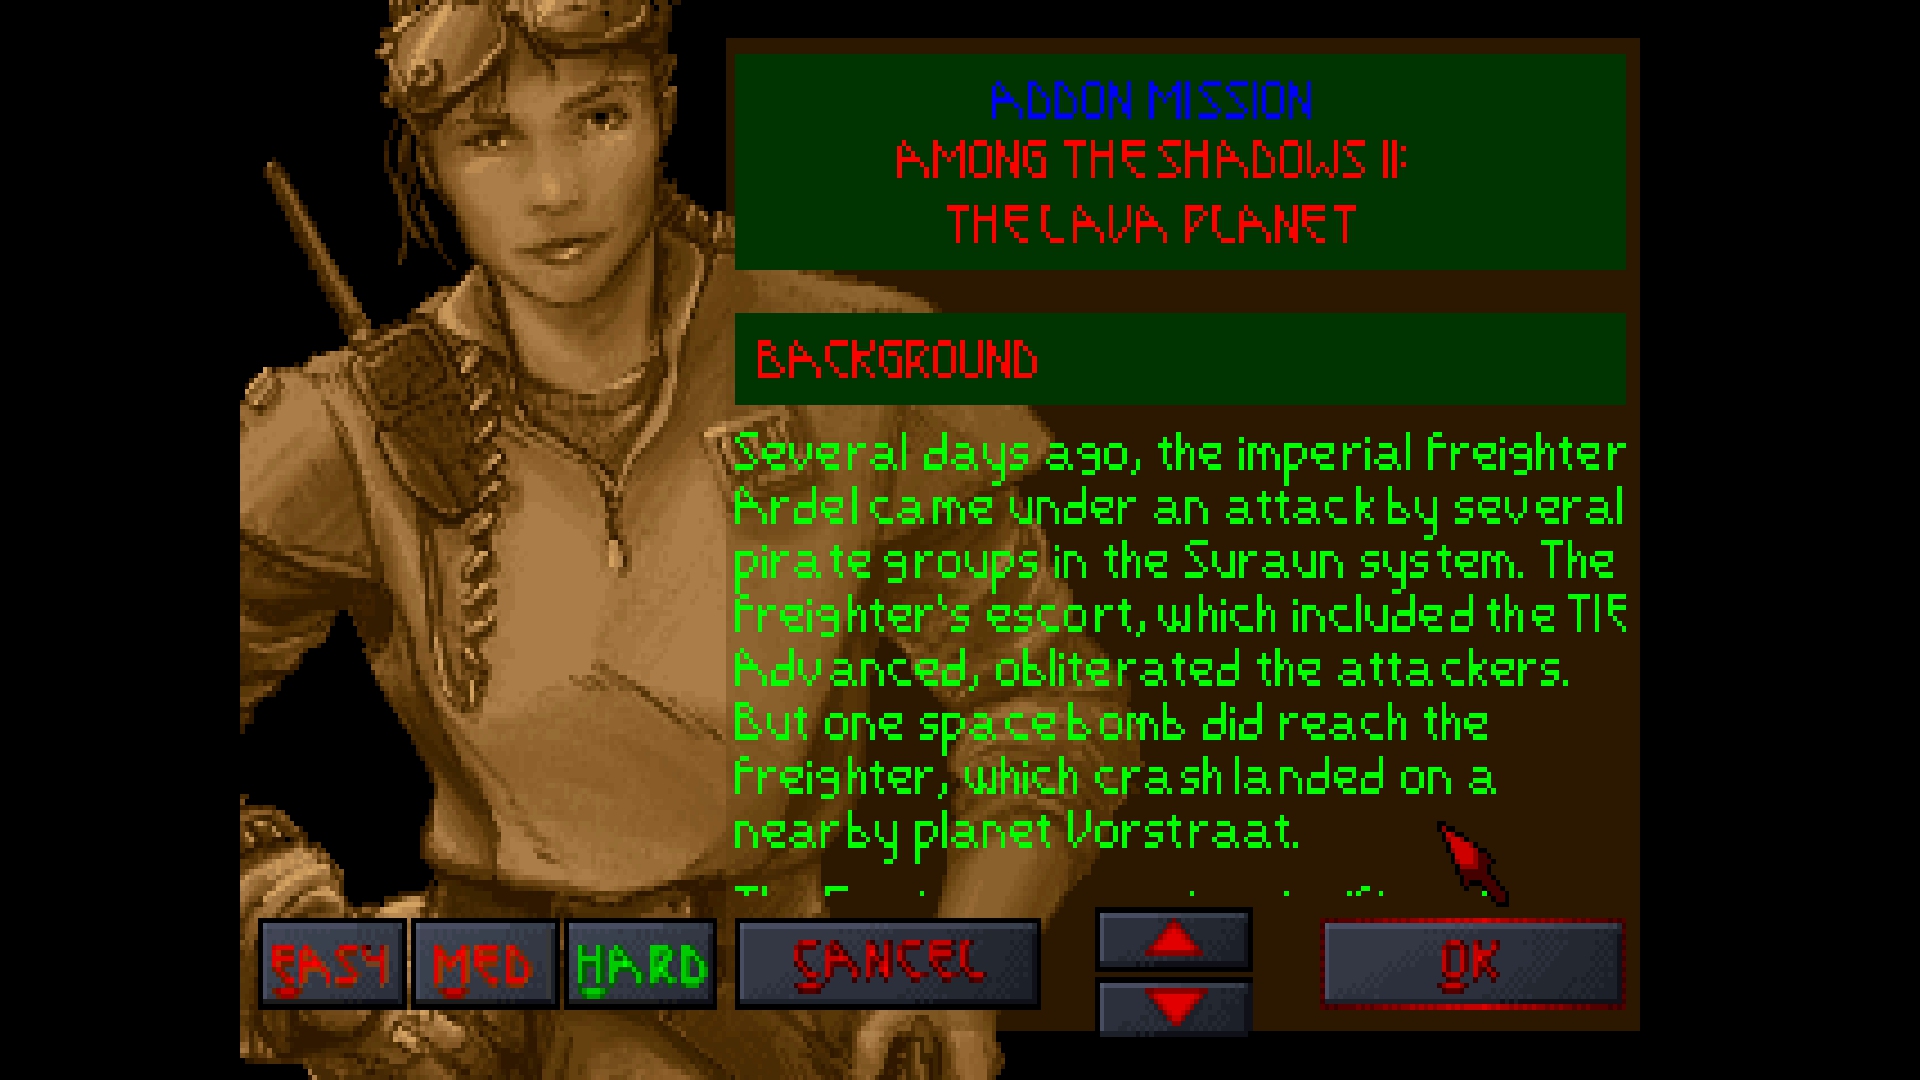 ADDON MISSION
AMONG THE SHADOWS II:
THE LAVA PLANET
BACKGROUND
Several days ago, the imperial freighter
Ardel came under an attack by several
pirate groups in the Suraun system. The
freighter's escort, which included the TIE
Advanced, obliterated the attackers.
But one space bomb did reach the
freighter, which crash landed on a
nearby planet Vorstraat.
EASY MED HARD CANCEL OK